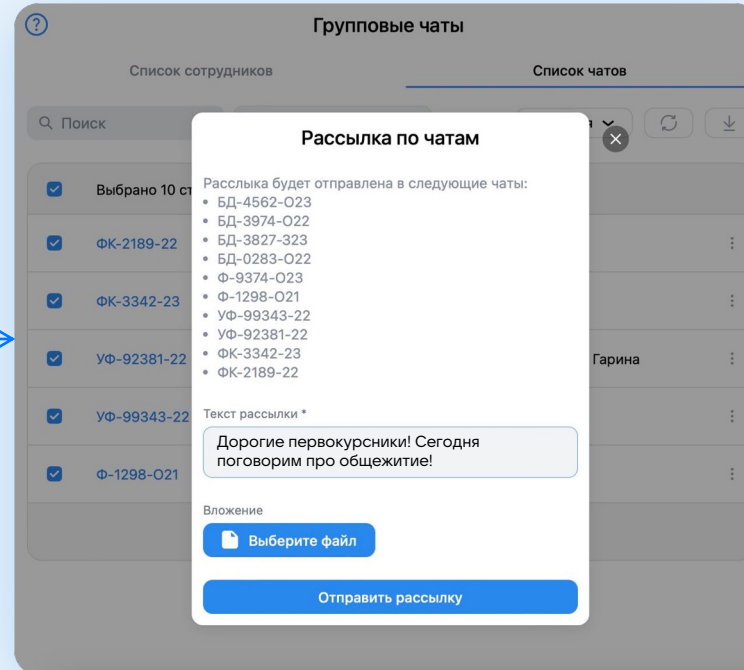 Групповые чаты
Список сотрудников
Список чатов
Поиск
Рассылка по чатам
Выбрано 10 ст
Расслыка будет отправлена в следующие чаты:
• БД-4562-О23
• БД-3974-О22
• БД-3827-323
• БД-0283-О22
• Ф-9374-О23
• Ф-1298-О21
• УФ-99343-22
• УФ-92381-22
• ФК-3342-23
• ФК-2189-22
ФК-2189-22
ФК-3342-23
УФ-92381-22
Гарина
УФ-99343-22
Ф-1298-О21
Текст рассылки *
Дорогие первокурсники! Сегодня
поговорим про общежитие!
Вложение
Выберите файл
Отправить рассылку